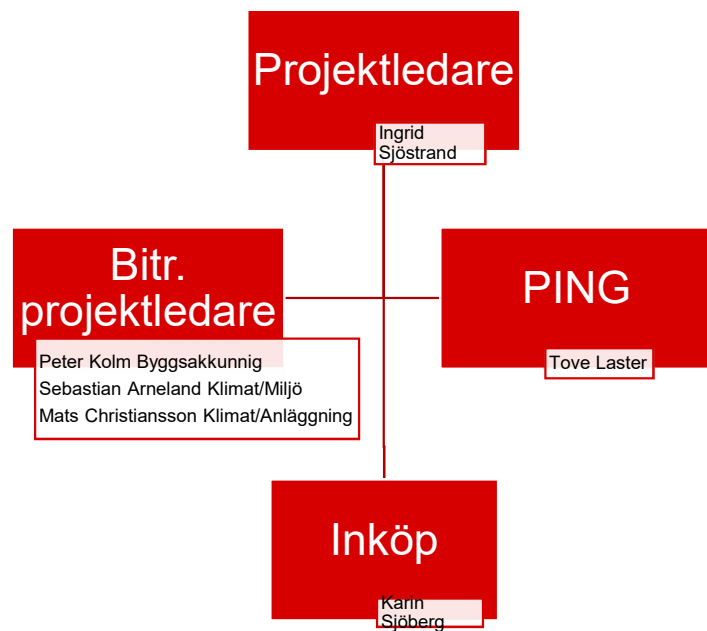 Projektledare
Ingrid
Sjöstrand
Bitr.
projektledare
Peter Kolm Byggsakkunnig
Sebastian Arneland Klimat/Miljö
Mats Christiansson Klimat/Anläggning
PING
Tove Laster
Inköp
Karin
Sjöberg